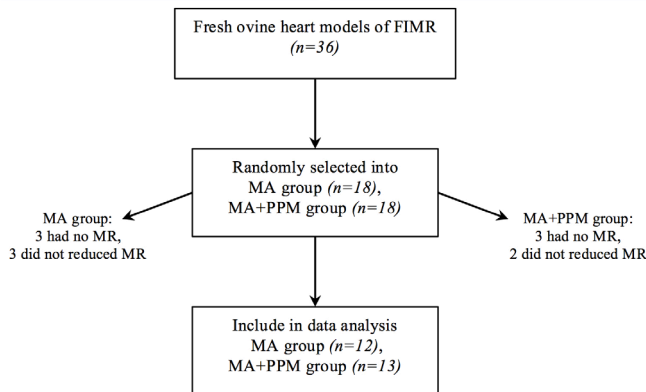 Fresh ovine heart models of FIMR
(n=36)
Randomly selected into
MA group (n=18),
MA+PPM group (n=18)
MA group:
3 had no MR,
3 did not reduced MR
MA+PPM group:
3 had no MR,
2 did not reduced MR
Include in data analysis
MA group (n=12),
MA+PPM group (n=13)